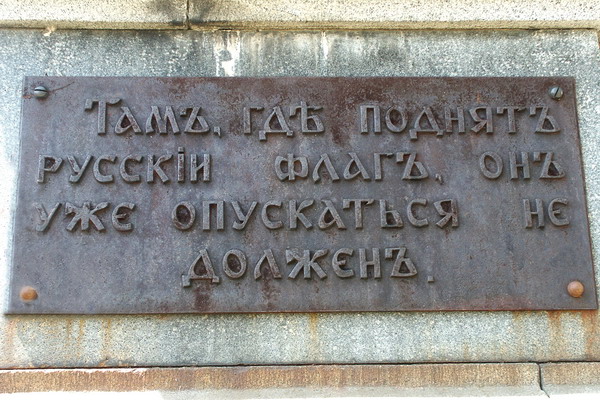 Тамъ, гдѣ поднятъ
русскій флагъ, онъ
уже опускаться не
долженъ.